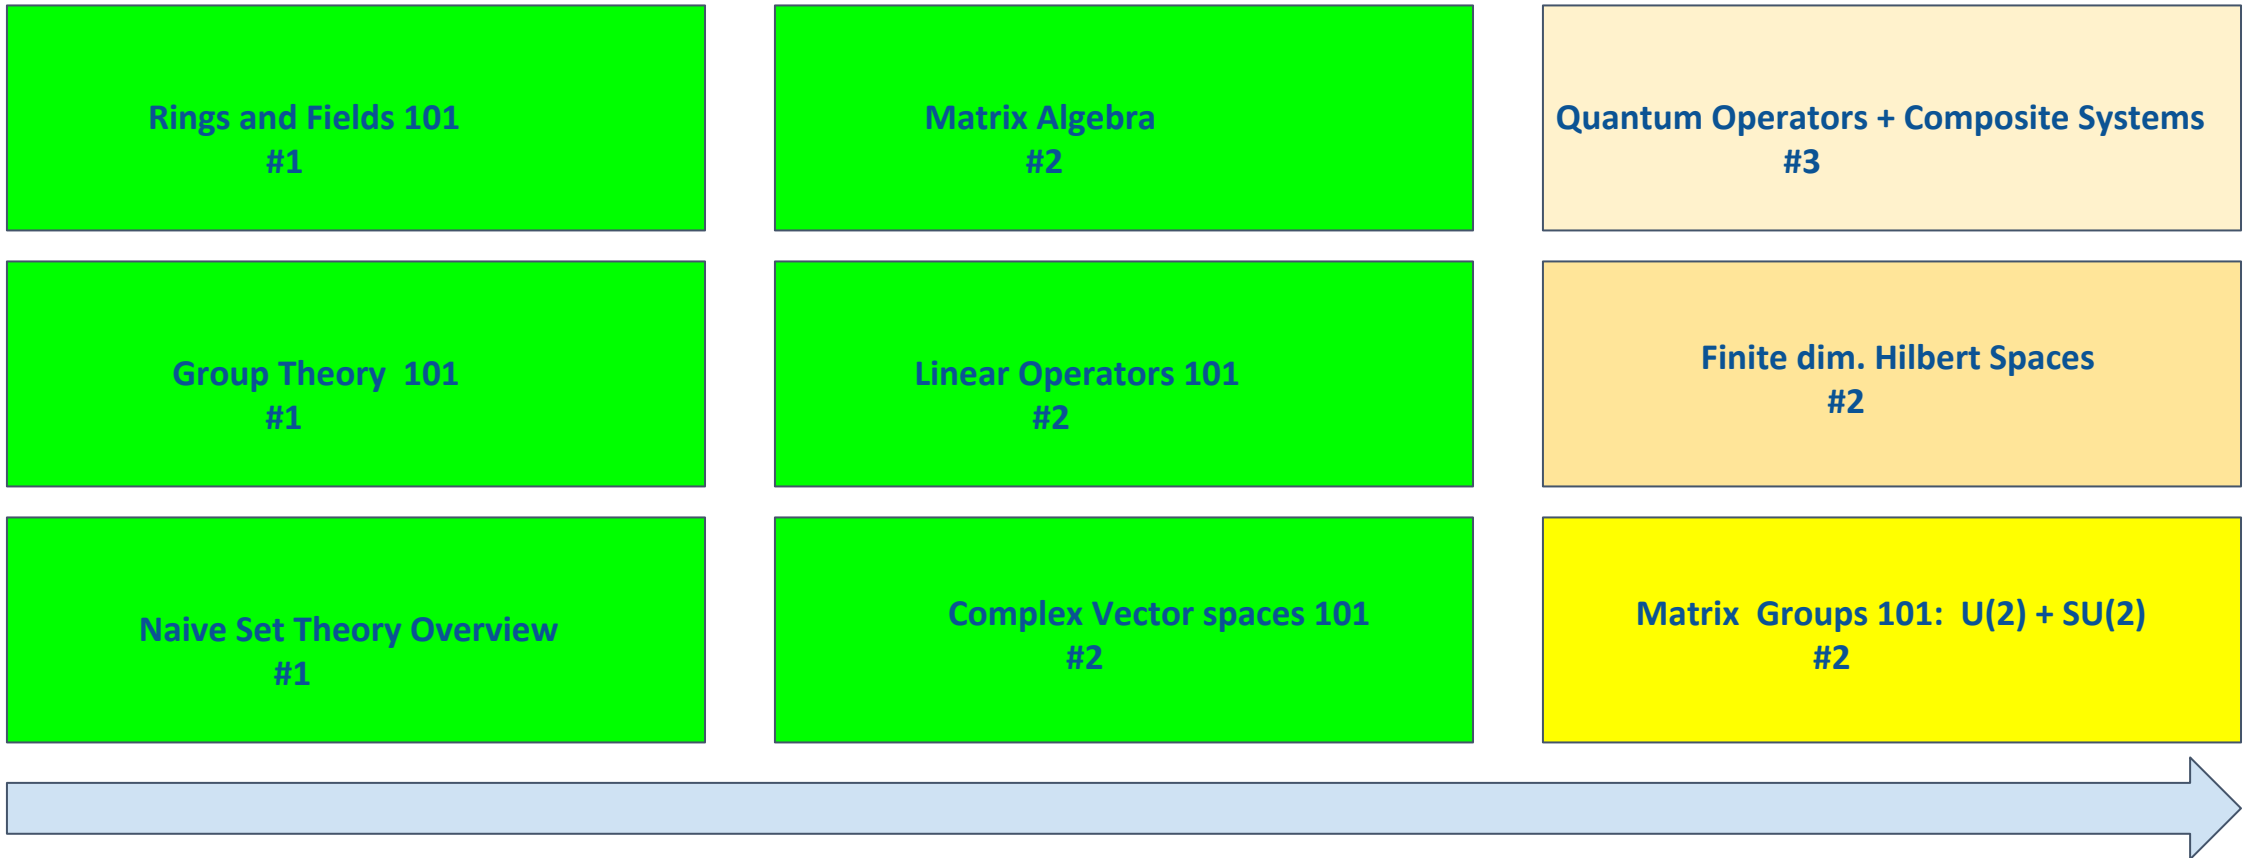 Rings and Fields 101
#1
Matrix Algebra
#2
Quantum Operators + Composite Systems
#3
Group Theory  101
#1
Linear Operators 101
#2
Finite dim. Hilbert Spaces
#2
Naive Set Theory Overview
#1
Complex Vector spaces 101
#2
Matrix  Groups 101:  U(2) + SU(2)
#2